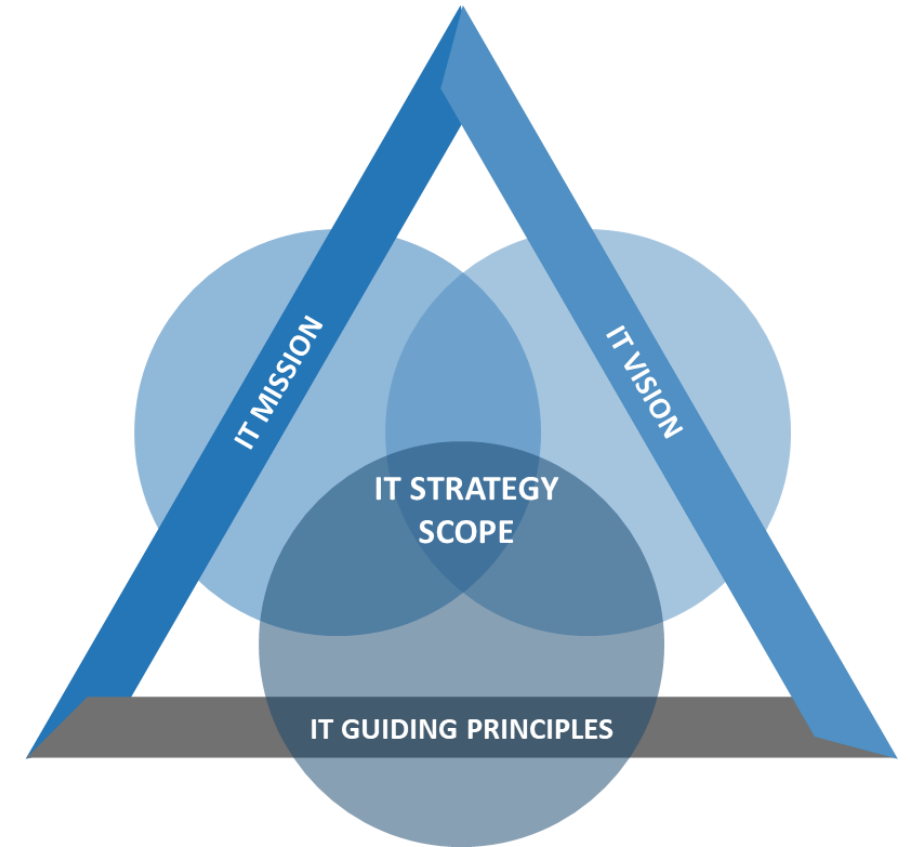 IT MISSION
IT VISION
IT STRATEGY
SCOPE
IT GUIDING PRINCIPLES